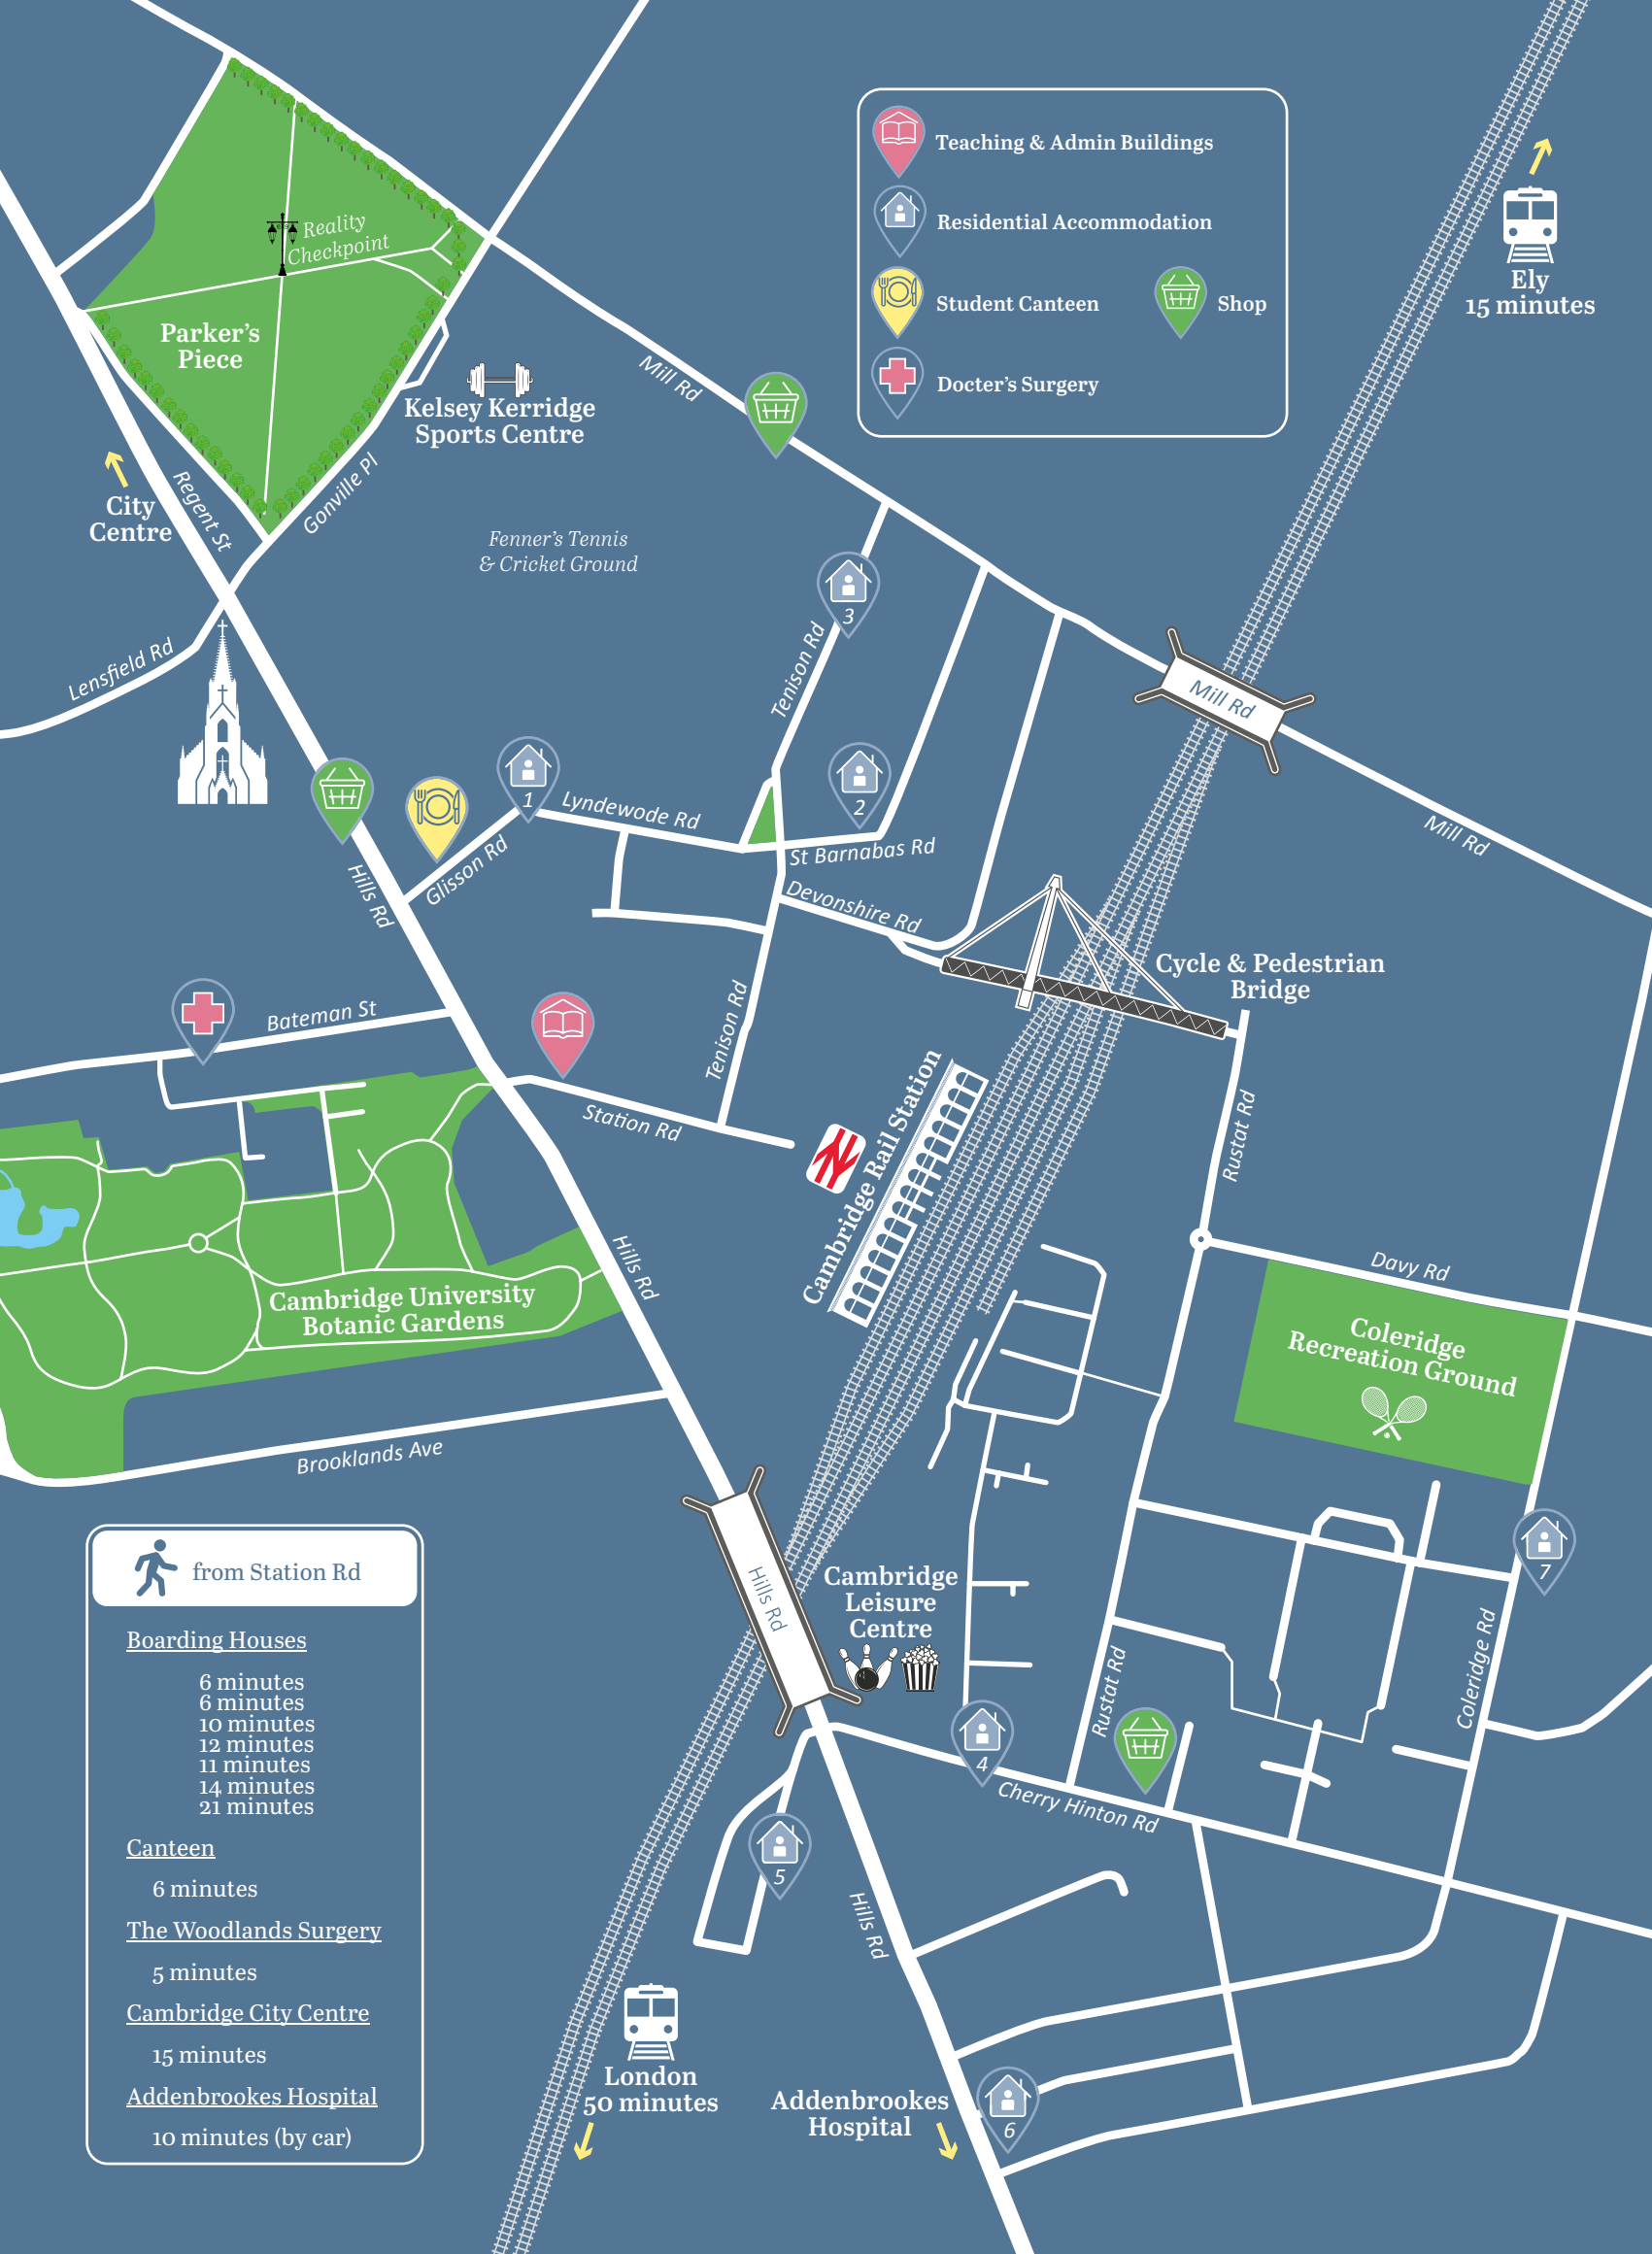 Teaching & Admin Buildings
Residential Accommodation
Student Canteen
Shop
Docter's Surgery
Ely
15 minutes
Reality
Checkpoint
Parker's
Piece
Kelsey Kerridge
Sports Centre
Mill Rd
City
Centre
Regent St
Gonville Pl
Fenner's Tennis
& Cricket Ground
3
Lensfield Rd
Tenison Rd
Mill Rd
Mill Rd
1
2
Lyndewode Rd
St Barnabas Rd
Glisson Rd
Hills Rd
Devonshire Rd
Cycle & Pedestrian
Bridge
Bateman St
Tenison Rd
Station Rd
Cambridge Rail Station
Rustat Rd
Hills Rd
Davy Rd
Cambridge University
Botanic Gardens
Coleridge
Recreation Ground
Brooklands Ave
Hills Rd
Cambridge
Leisure
Centre
7
Coleridge Rd
Rustat Rd
4
Cherry Hinton Rd
5
Hills Rd
London
50 minutes
Addenbrookes
Hospital
6
from Station Rd
Boarding Houses
6 minutes
6 minutes
10 minutes
12 minutes
11 minutes
14 minutes
21 minutes
Canteen
6 minutes
The Woodlands Surgery
5 minutes
Cambridge City Centre
15 minutes
Addenbrookes Hospital
10 minutes (by car)